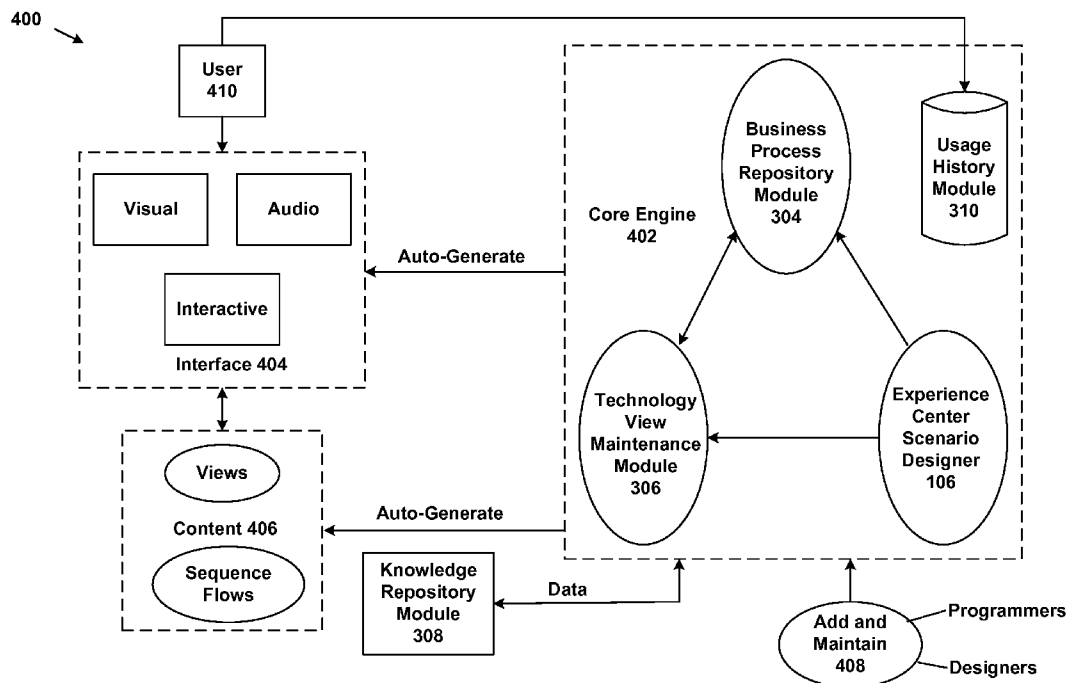 400
User
410
Visual
Audio
Interactive
Interface 404
Views
Content 406
Sequence
Flows
Auto-Generate
Auto-Generate
Knowledge
Repository
Module
308
Data
Core Engine
402
Business
Process
Repository
Module
304
Usage
History
Module
310
Technology
View
Maintenance
Module
306
Experience
Center
Scenario
Designer
106
Add and
Maintain
408
Programmers
Designers